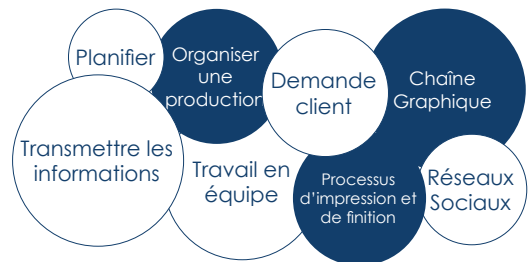 Planifier
Organiser
une
production
Demande
client
Chaîne
Graphique
Transmettre les
informations
Travail en
équipe
Processus
d'impression et
de finition
Réseaux
Sociaux